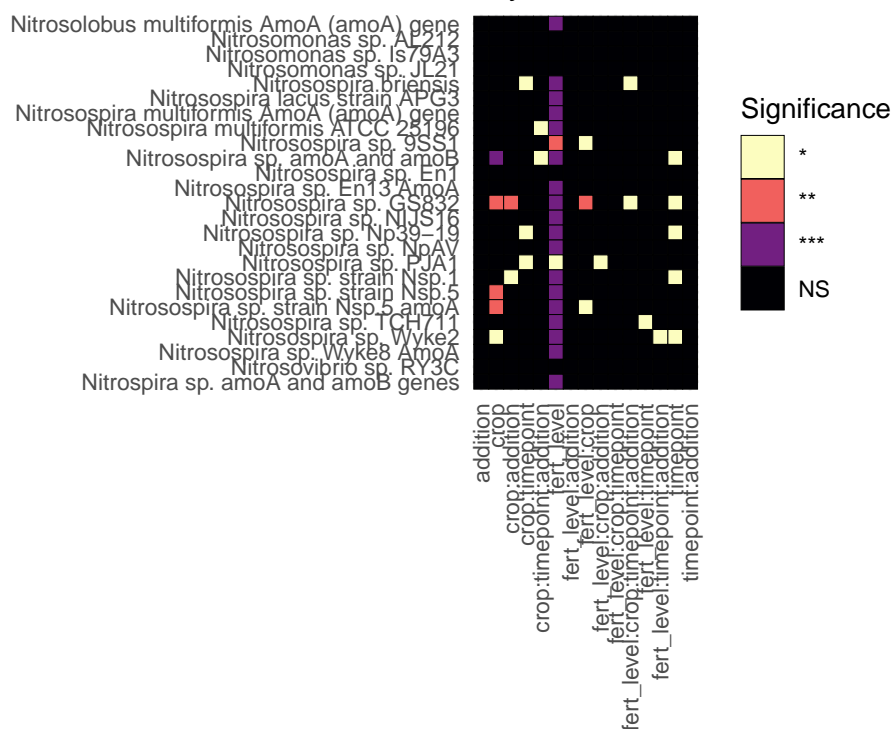 Nitrosolobus multiformis AmoA (amoA) gene
Nitrosomonas sp. AL212
Nitrosomonas sp. Is79A3
Nitrosomonas sp. JL21
Nitrosospira briensis
Nitrosospira lacus strain APG3
Nitrosospira multiformis AmoA (amoA) gene
Nitrosospira multiformis ATCC 25196
Nitrosospira sp. 9SS1
Nitrosospira sp. amoA and amoB
Nitrosospira sp. En1
Nitrosospira sp. En13 AmoA
Nitrosospira sp. GS832
Nitrosospira sp. NIJS16
Nitrosospira sp. Np39−19
Nitrosospira sp. NpAV
Nitrosospira sp. PJA1
Nitrosospira sp. strain Nsp.1
Nitrosospira sp. strain Nsp.5
Nitrosospira sp. strain Nsp.5 amoA
Nitrosospira sp. TCH711
Nitrosospira sp. Wyke2
Nitrosospira sp. Wyke8 AmoA
Nitrosovibrio sp. RY3C
Nitrospira sp. amoA and amoB genes
addition
crop
crop:addition
crop:timepoint
crop:timepoint:addition
fert_level
fert_level:addition
fert_level:crop
fert_level:crop:addition
fert_level:crop:timepoint
fert_level:crop:timepoint:addition
fert_level:timepoint
fert_level:timepoint:addition
timepoint
timepoint:addition
Significance
*
**
***
NS